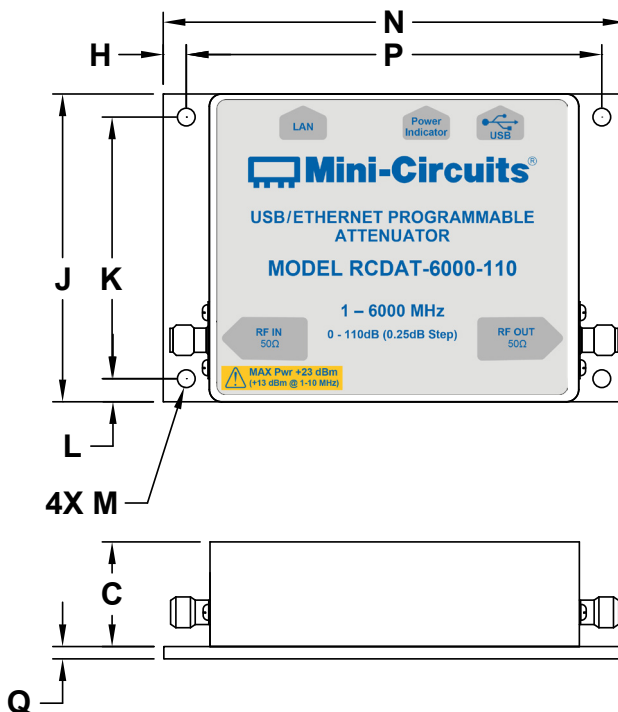 N
H
P
LAN
Power
Indicator
USB
Mini-Circuits®
USB/ETHERNET PROGRAMMABLE
ATTENUATOR
MODEL RCDAT-6000-110
J
K
1 – 6000 MHz
RF IN
50Ω
0 - 110dB (0.25dB Step)
RF OUT
50Ω
MAX Pwr +23 dBm
(+13 dBm @ 1-10 MHz)
L
4X M
C
Q